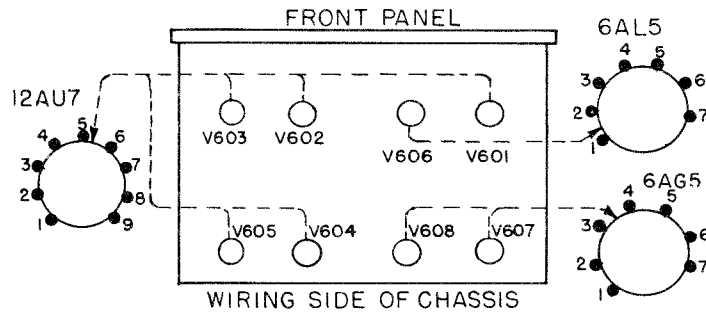 FRONT PANEL
6AL5
12AU7
1 2 3 4 5 6 7 8 9
1 2 3 4 5 6 7
V603 V602 V606 V601
6AG5
1 2 3 4 5 6 7
V605 V604 V608 V607
WIRING SIDE OF CHASSIS